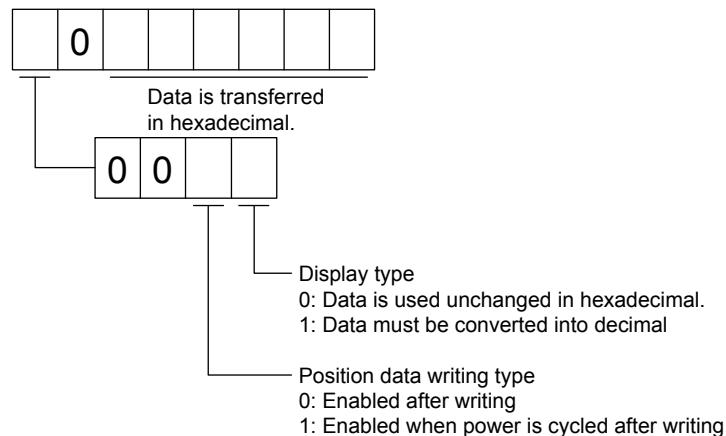 0
Data is transferred
in hexadecimal.
0 0
Display type
0: Data is used unchanged in hexadecimal.
1: Data must be converted into decimal
Position data writing type
0: Enabled after writing
1: Enabled when power is cycled after writing